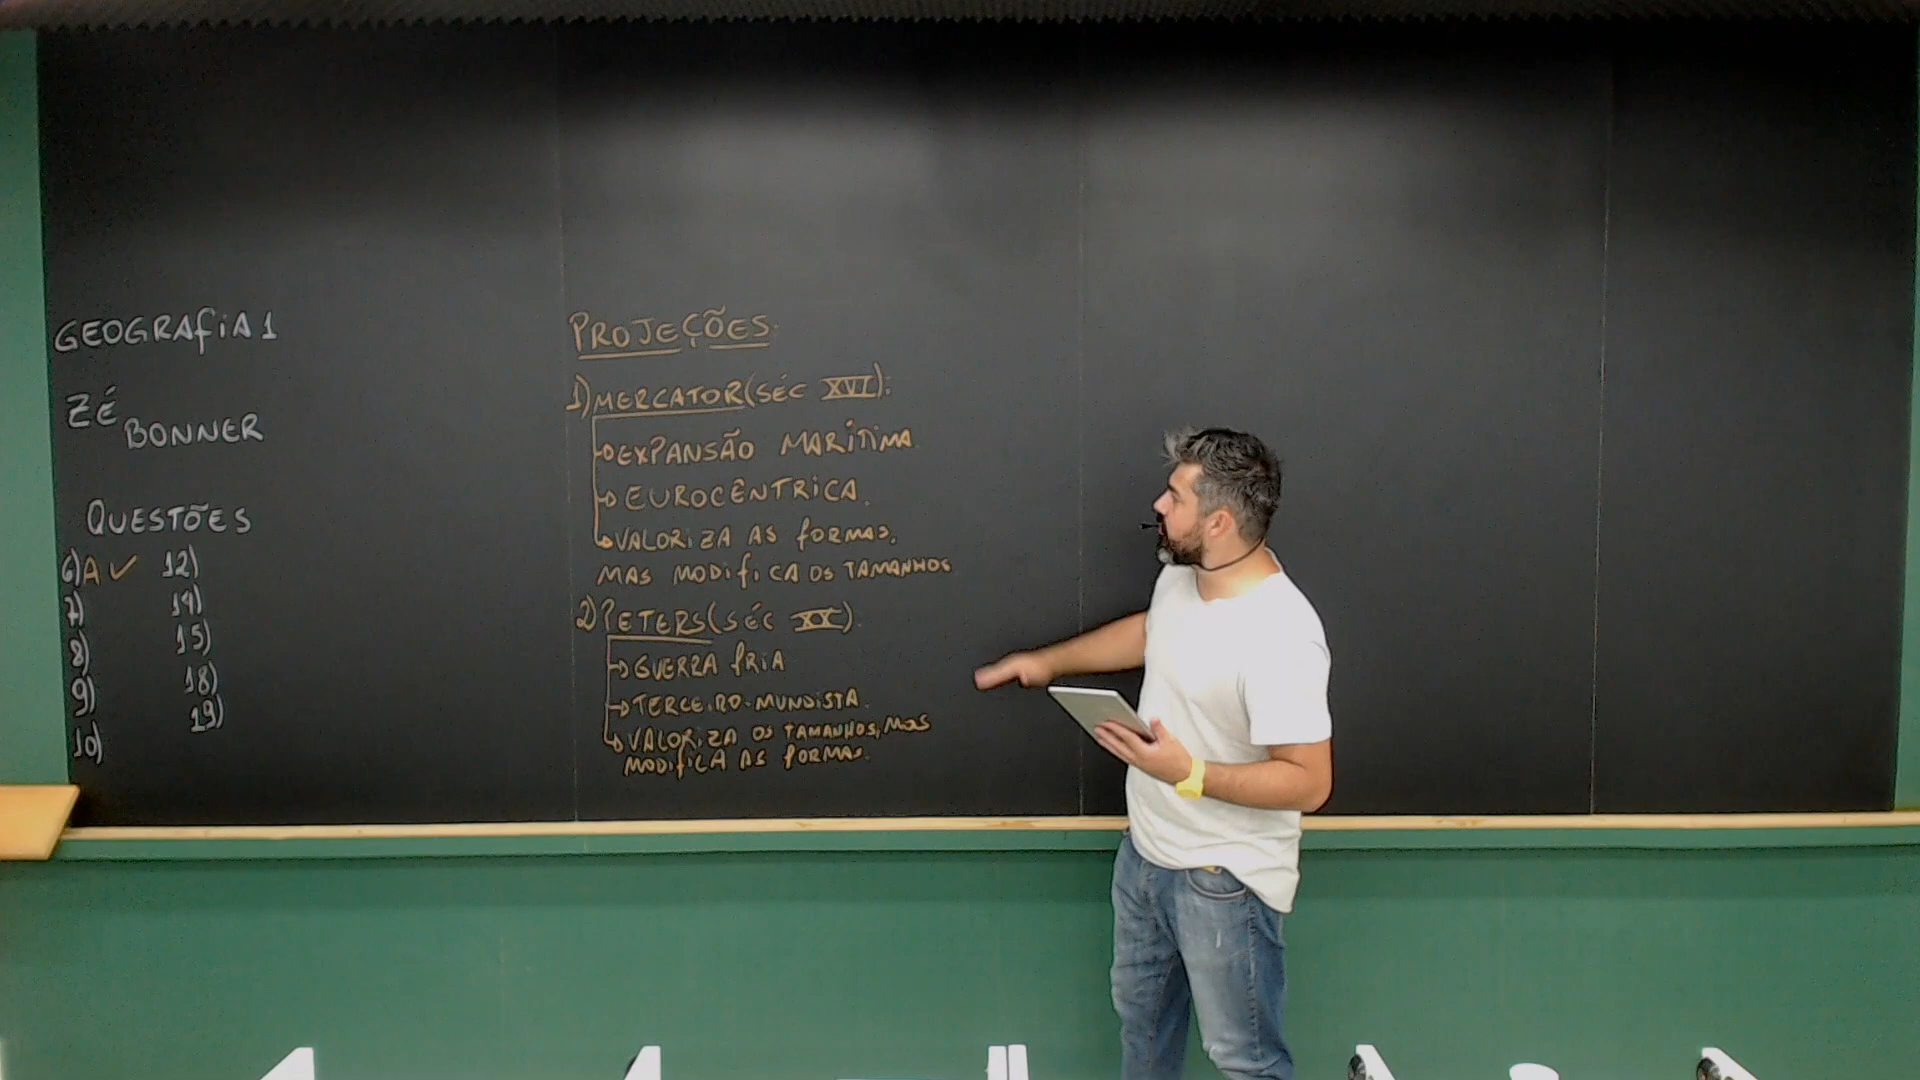 GEOGRAFIA 1
ZÉ
BONNER
QUESTÕES
6) A ✓ 12)
7) 14)
8) 15)
9) 18)
10) 19)
PROJEÇÕES.
1) MERCATOR (SÉC XVI):
→ EXPANSÃO MARÍTIMA
→ EUROCÊNTRICA.
→ VALORIZA AS FORMAS,
MAS MODIFICA OS TAMANHOS
2) PETERS (SÉC XX).
→ GUERRA FRIA
→ TERCEIRO-MUNDISTA.
→ VALORIZA OS TAMANHOS, MAS
MODIFICA AS FORMAS.